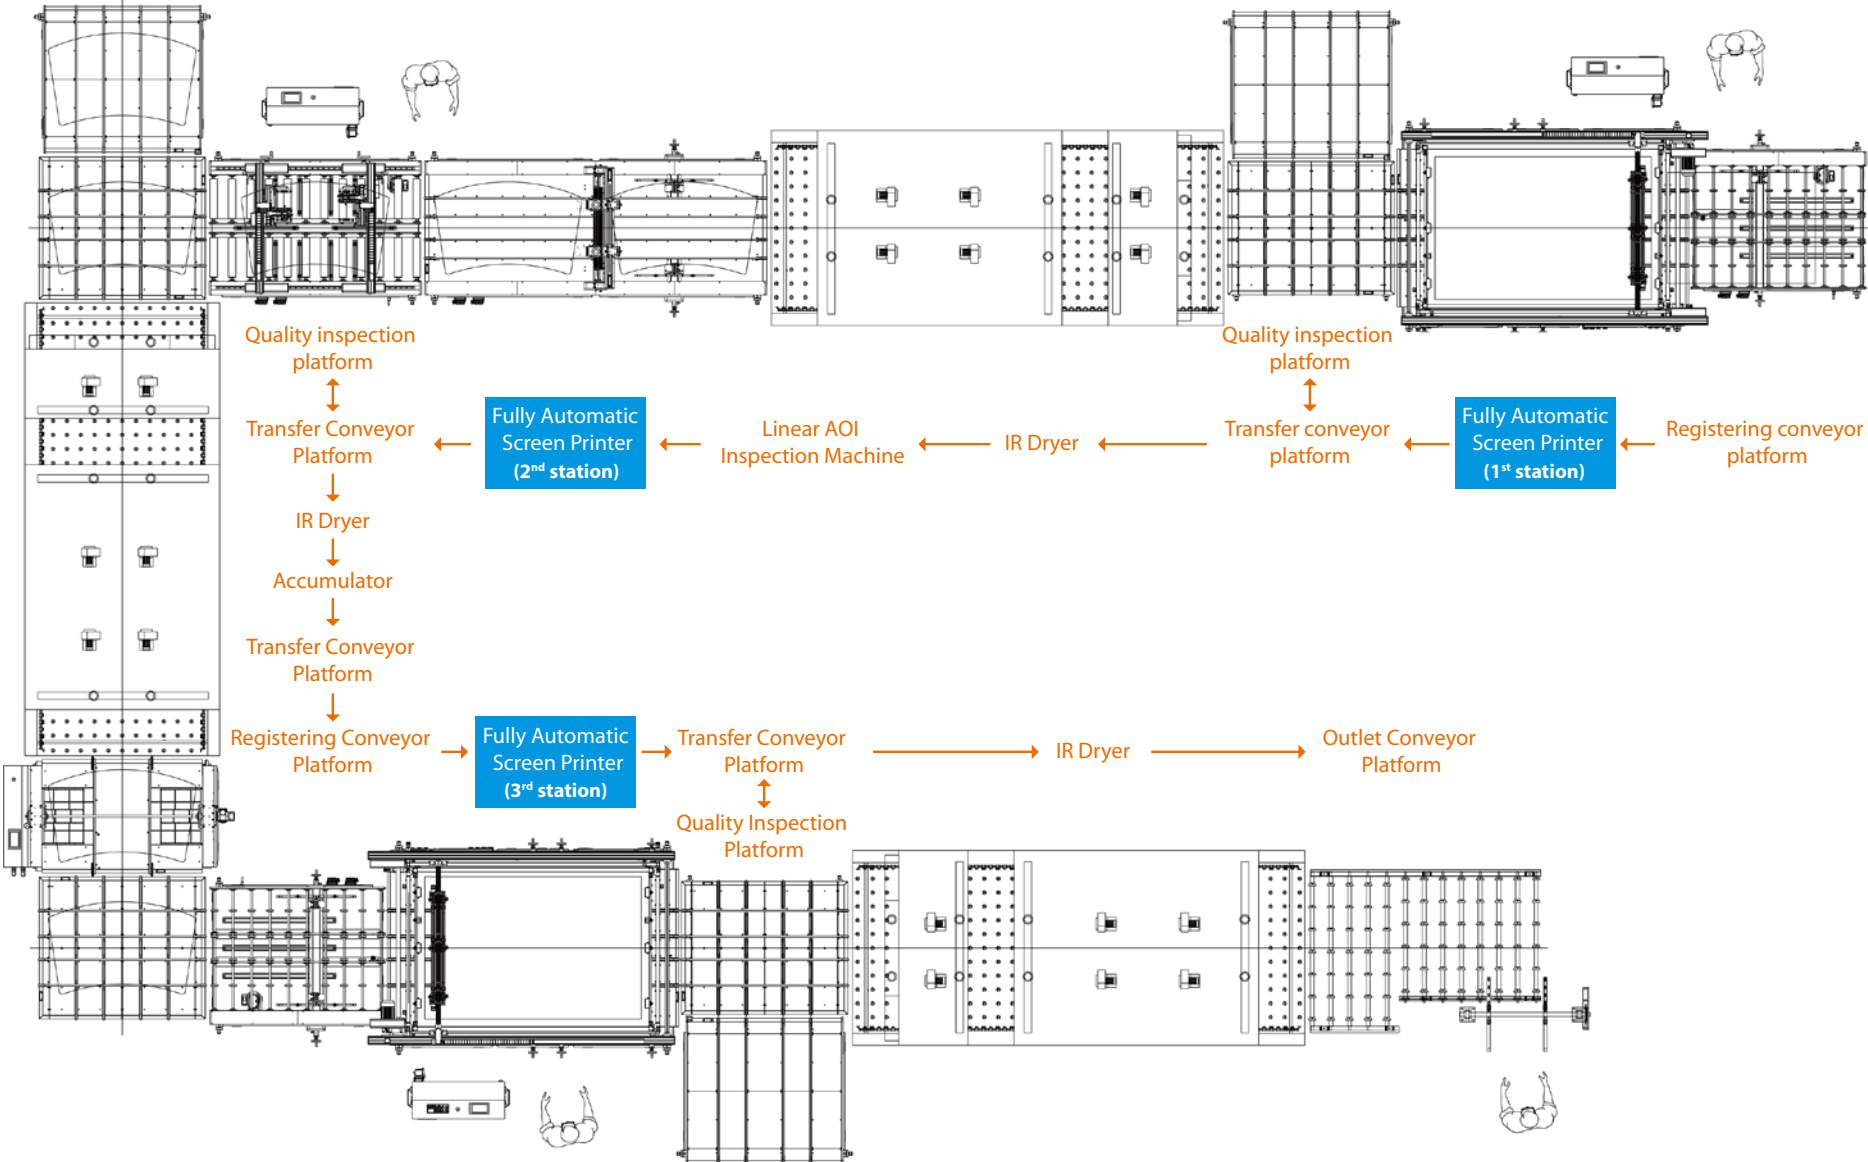 Quality inspection
platform
Quality inspection
platform
Transfer Conveyor
Platform
Fully Automatic
Screen Printer
(2nd station)
Linear AOI
Inspection Machine
IR Dryer
Transfer conveyor
platform
Fully Automatic
Screen Printer
(1st station)
Registering conveyor
platform
IR Dryer
Accumulator
Transfer Conveyor
Platform
Registering Conveyor
Platform
Fully Automatic
Screen Printer
(3rd station)
Transfer Conveyor
Platform
IR Dryer
Outlet Conveyor
Platform
Quality Inspection
Platform